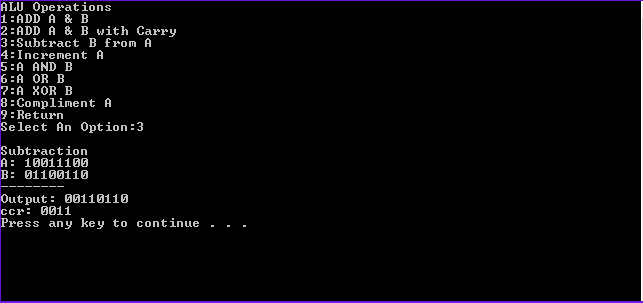 ALU Operations
1:ADD A & B
2:ADD A & B with Carry
3:Subtract B from A
4:Increment A
5:A AND B
6:A OR B
7:A XOR B
8:Compliment A
9:Return
Select An Option:3
Subtraction
A: 10011100
B: 01100110
--------
Output: 00110110
ccr: 0011
Press any key to continue . . .